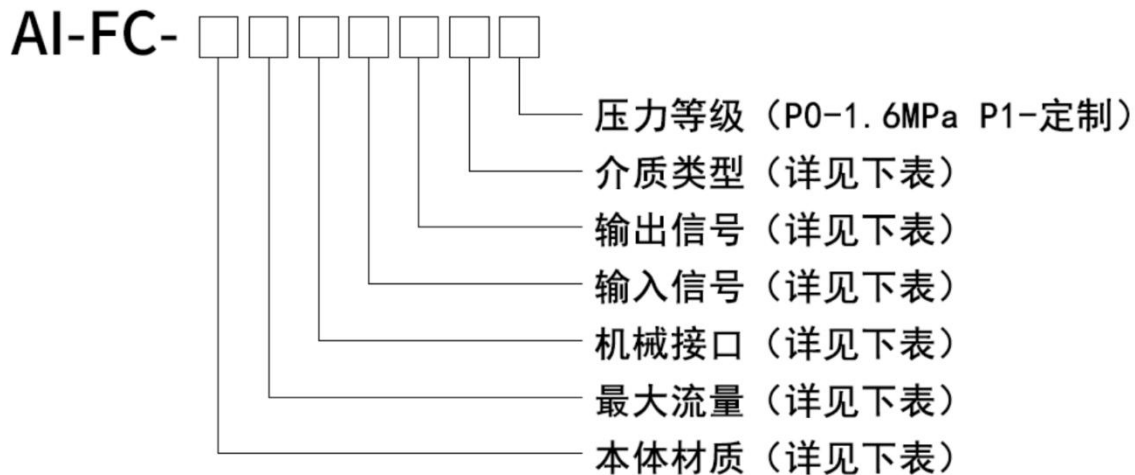 AI-FC-
压力等级（P0-1.6MPa P1-定制）
介质类型（详见下表）
输出信号（详见下表）
输入信号（详见下表）
机械接口（详见下表）
最大流量（详见下表）
本体材质（详见下表）